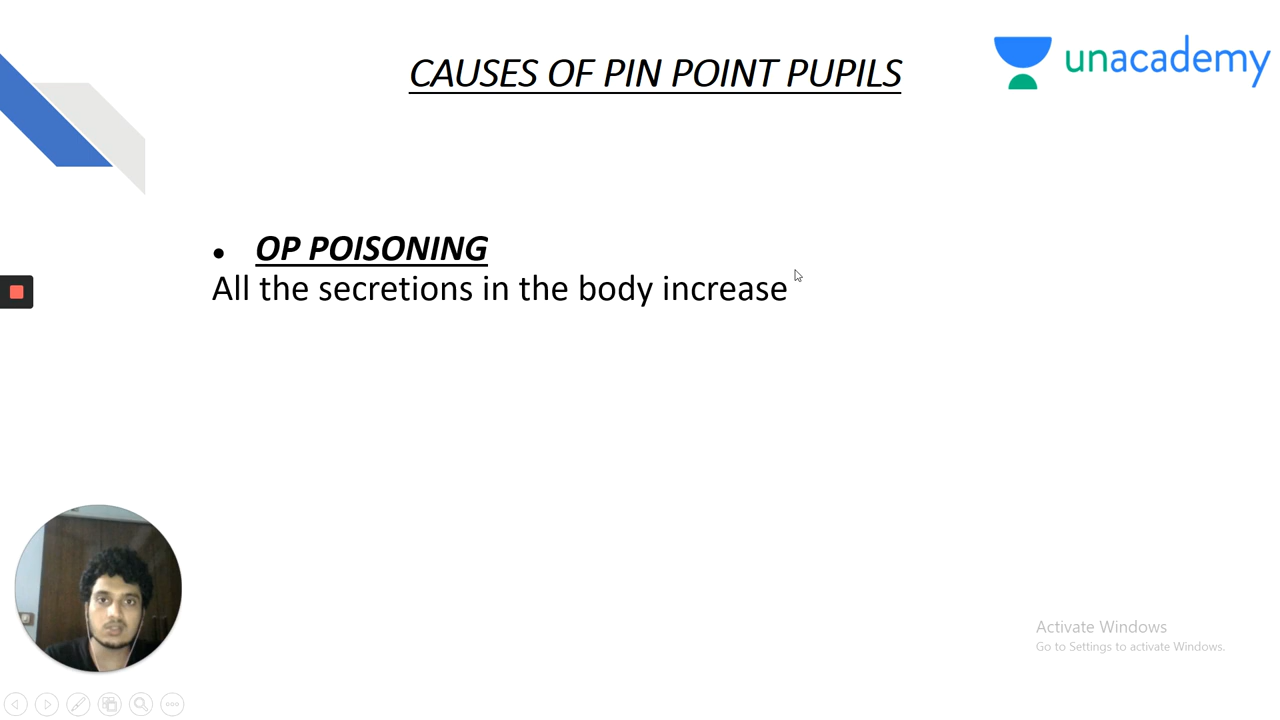 CAUSES OF PIN POINT PUPILS
unacademy
• OP POISONING
All the secretions in the body increase
Activate Windows
Go to Settings to activate Windows.